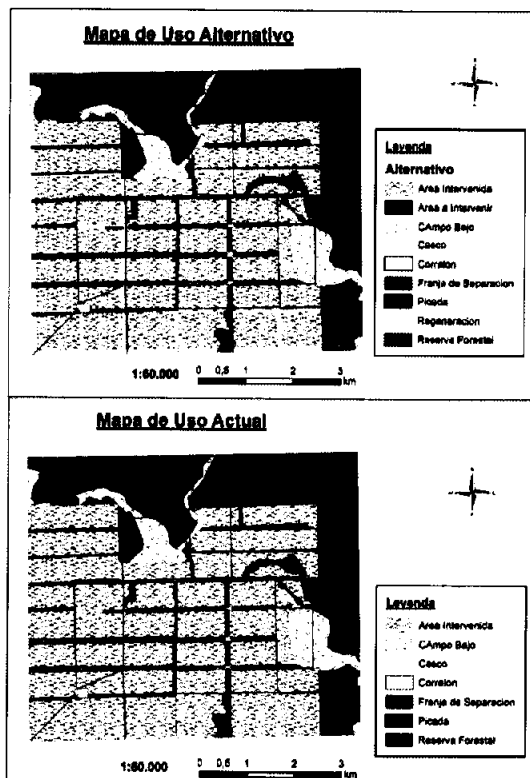 Mapa de Uso Alternativo
Leyenda
Alternativo
Area Intervenida
Area a Intervenir
CAmpo Bajo
Casco
Corralon
Franja de Separacion
Picada
Regeneracion
Reserva Forestal
1:60.000
0 0,5 1 2 3
km
Mapa de Uso Actual
Leyenda
Area Intervenida
CAmpo Bajo
Casco
Corralon
Franja de Separacion
Picada
Reserva Forestal
1:60.000
0 0,5 1 2 3
km